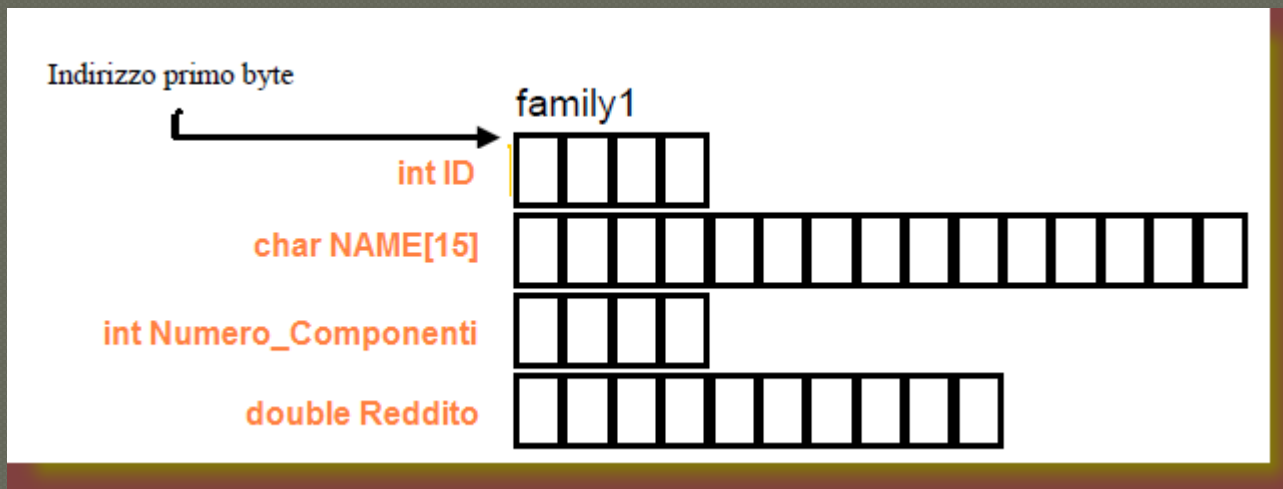 Indirizzo primo byte
family1
int ID
char NAME[15]
int Numero_Componenti
double Reddito